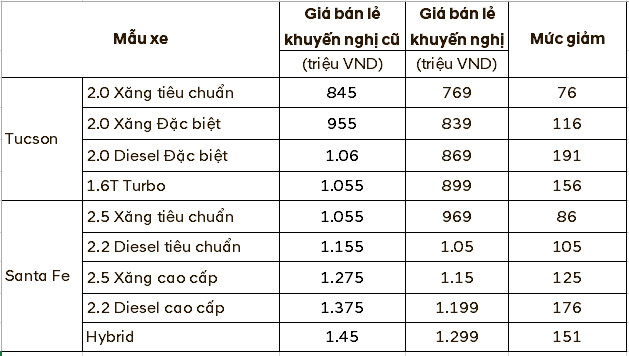 Mẫu xe Giá bán lẻ khuyến nghị cũ Giá bán lẻ khuyến nghị Mức giảm
(triệu VND) (triệu VND)
Tucson 2.0 Xăng tiêu chuẩn 845 769 76
2.0 Xăng Đặc biệt 955 839 116
2.0 Diesel Đặc biệt 1.06 869 191
1.6T Turbo 1.055 899 156
Santa Fe 2.5 Xăng tiêu chuẩn 1.055 969 86
2.2 Diesel tiêu chuẩn 1.155 1.05 105
2.5 Xăng cao cấp 1.275 1.15 125
2.2 Diesel cao cấp 1.375 1.199 176
Hybrid 1.45 1.299 151